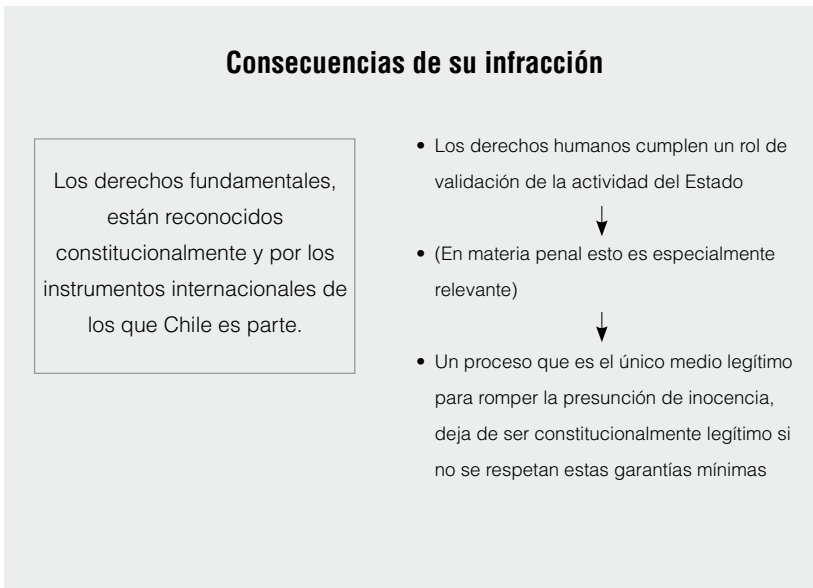 Consecuencias de su infracción
Los derechos fundamentales,
están reconocidos
constitucionalmente y por los
instrumentos internacionales de
los que Chile es parte.
• Los derechos humanos cumplen un rol de
validación de la actividad del Estado
• (En materia penal esto es especialmente
relevante)
• Un proceso que es el único medio legítimo
para romper la presunción de inocencia,
deja de ser constitucionalmente legítimo si
no se respetan estas garantías mínimas